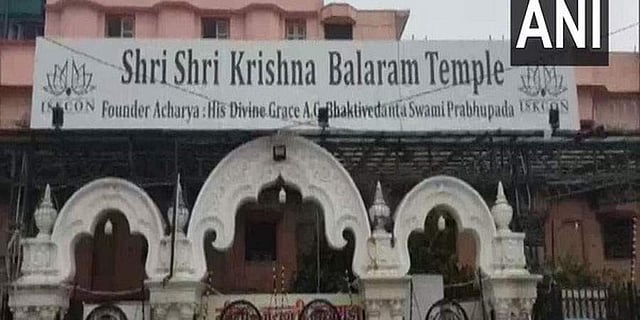 ANI
Shri Shri Krishna Balaram Temple
ISKCON
Founder Acharya : His Divine Grace A.C. Bhaktivedanta Swami Prabhupada
ISKCON